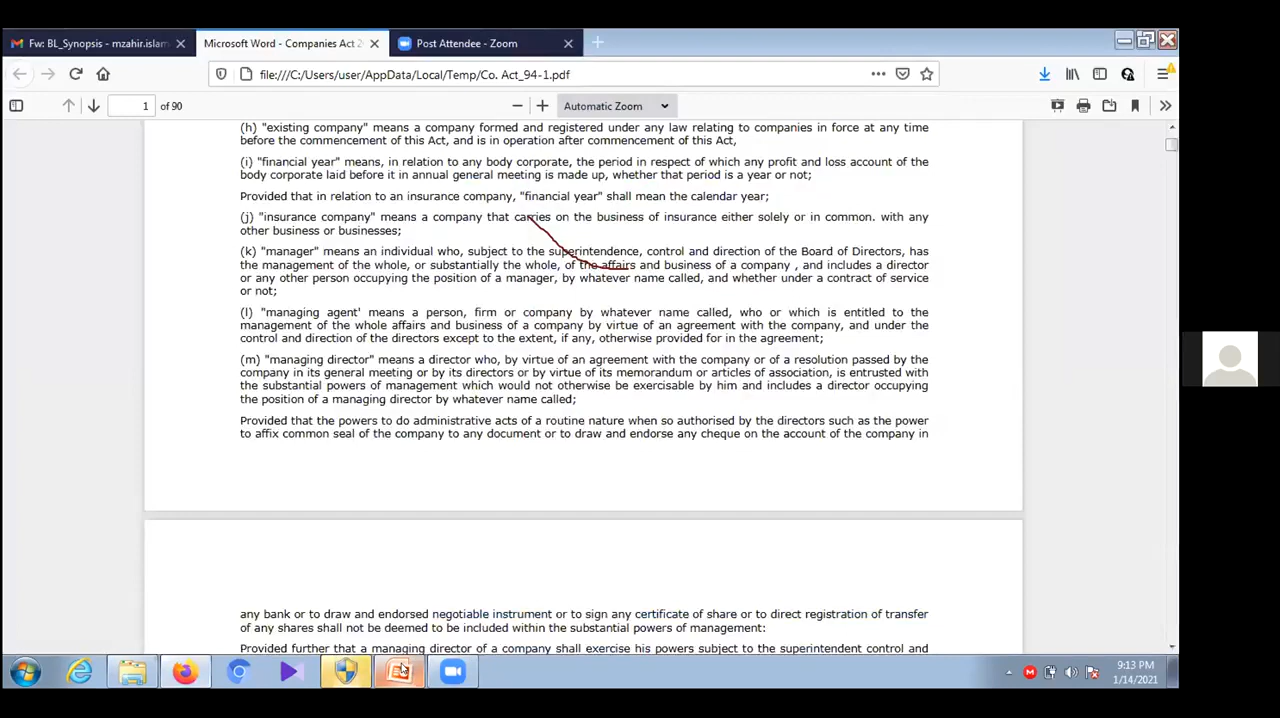 Fw: BL_Synopsis - mzahir.islam
Microsoft Word - Companies Act 2
Post Attendee - Zoom
file:///C:/Users/user/AppData/Local/Temp/Co. Act_94-1.pdf
1 of 90
Automatic Zoom
(h) "existing company" means a company formed and registered under any law relating to companies in force at any time
before the commencement of this Act, and is in operation after commencement of this Act,
(i) "financial year" means, in relation to any body corporate, the period in respect of which any profit and loss account of the
body corporate laid before it in annual general meeting is made up, whether that period is a year or not;
Provided that in relation to an insurance company, "financial year" shall mean the calendar year;
(j) "insurance company" means a company that carries on the business of insurance either solely or in common. with any
other business or businesses;
(k) "manager" means an individual who, subject to the superintendence, control and direction of the Board of Directors, has
the management of the whole, or substantially the whole, of the affairs and business of a company , and includes a director
or any other person occupying the position of a manager, by whatever name called, and whether under a contract of service
or not;
(l) "managing agent' means a person, firm or company by whatever name called, who or which is entitled to the
management of the whole affairs and business of a company by virtue of an agreement with the company, and under the
control and direction of the directors except to the extent, if any, otherwise provided for in the agreement;
(m) "managing director" means a director who, by virtue of an agreement with the company or of a resolution passed by the
company in its general meeting or by its directors or by virtue of its memorandum or articles of association, is entrusted with
the substantial powers of management which would not otherwise be exercisable by him and includes a director occupying
the position of a managing director by whatever name called;
Provided that the powers to do administrative acts of a routine nature when so authorised by the directors such as the power
to affix common seal of the company to any document or to draw and endorse any cheque on the account of the company in
any bank or to draw and endorsed negotiable instrument or to sign any certificate of share or to direct registration of transfer
of any shares shall not be deemed to be included within the substantial powers of management:
Provided further that a managing director of a company shall exercise his powers subject to the superintendent control and
9:13 PM
1/14/2021